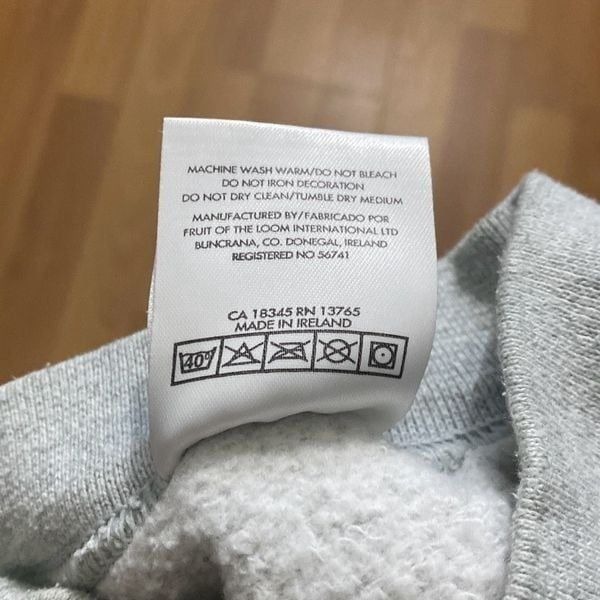 MACHINE WASH WARM/DO NOT BLEACH
DO NOT IRON DECORATION
DO NOT DRY CLEAN/TUMBLE DRY MEDIUM
MANUFACTURED BY/FABRICADO POR
FRUIT OF THE LOOM INTERNATIONAL LTD
BUNCRANA, CO. DONEGAL, IRELAND
REGISTERED NO 56741
CA 18345 RN 13765
MADE IN IRELAND
40°